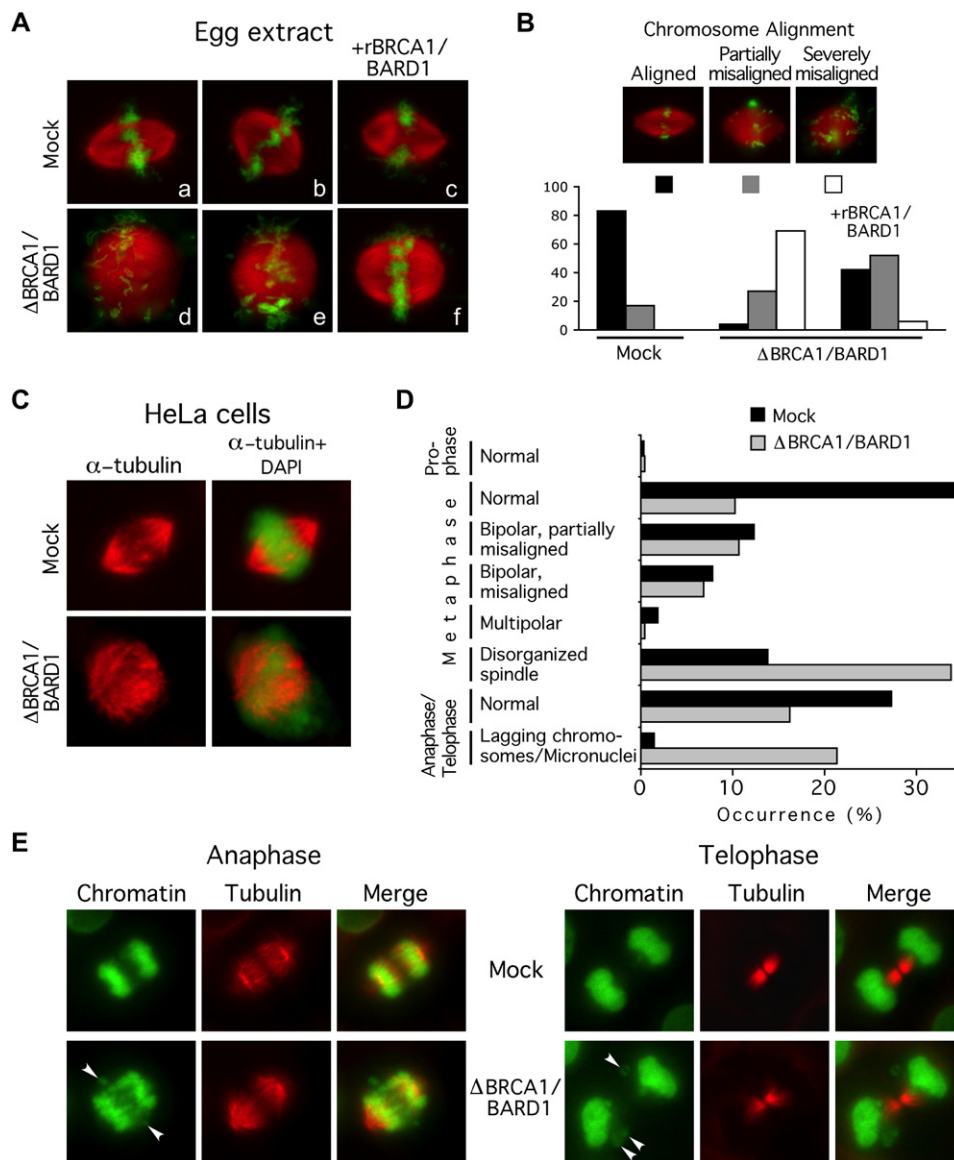 A
Egg extract
+rBRCA1/
BARD1
Mock
a
b
c
ΔBRCA1/
BARD1
d
e
f
B
Chromosome Alignment
Aligned
Partially
misaligned
Severely
misaligned
100
80
60
40
20
0
+rBRCA1/
BARD1
Mock
ΔBRCA1/BARD1
C
HeLa cells
α-tubulin
α-tubulin+
DAPI
Mock
ΔBRCA1/
BARD1
D
Mock
ΔBRCA1/BARD1
Pro-
phase
Normal
Metaphase
Normal
Bipolar, partially
misaligned
Bipolar,
misaligned
Multipolar
Disorganized
spindle
Anaphase/
Telophase
Normal
Lagging chromo-
somes/Micronuclei
0
10
20
30
Occurrence (%)
E
Anaphase
Chromatin
Tubulin
Merge
Telophase
Chromatin
Tubulin
Merge
Mock
ΔBRCA1/
BARD1